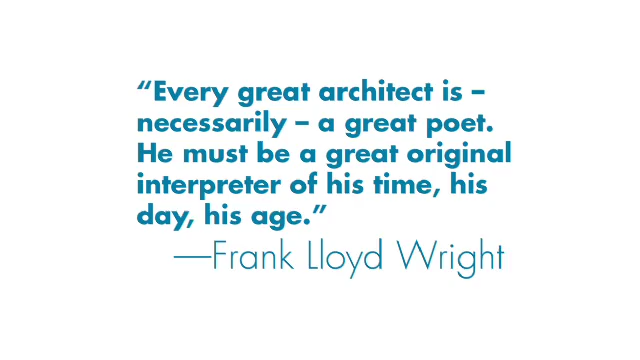 “Every great architect is –
necessarily – a great poet.
He must be a great original
interpreter of his time, his
day, his age.”
—Frank Lloyd Wright